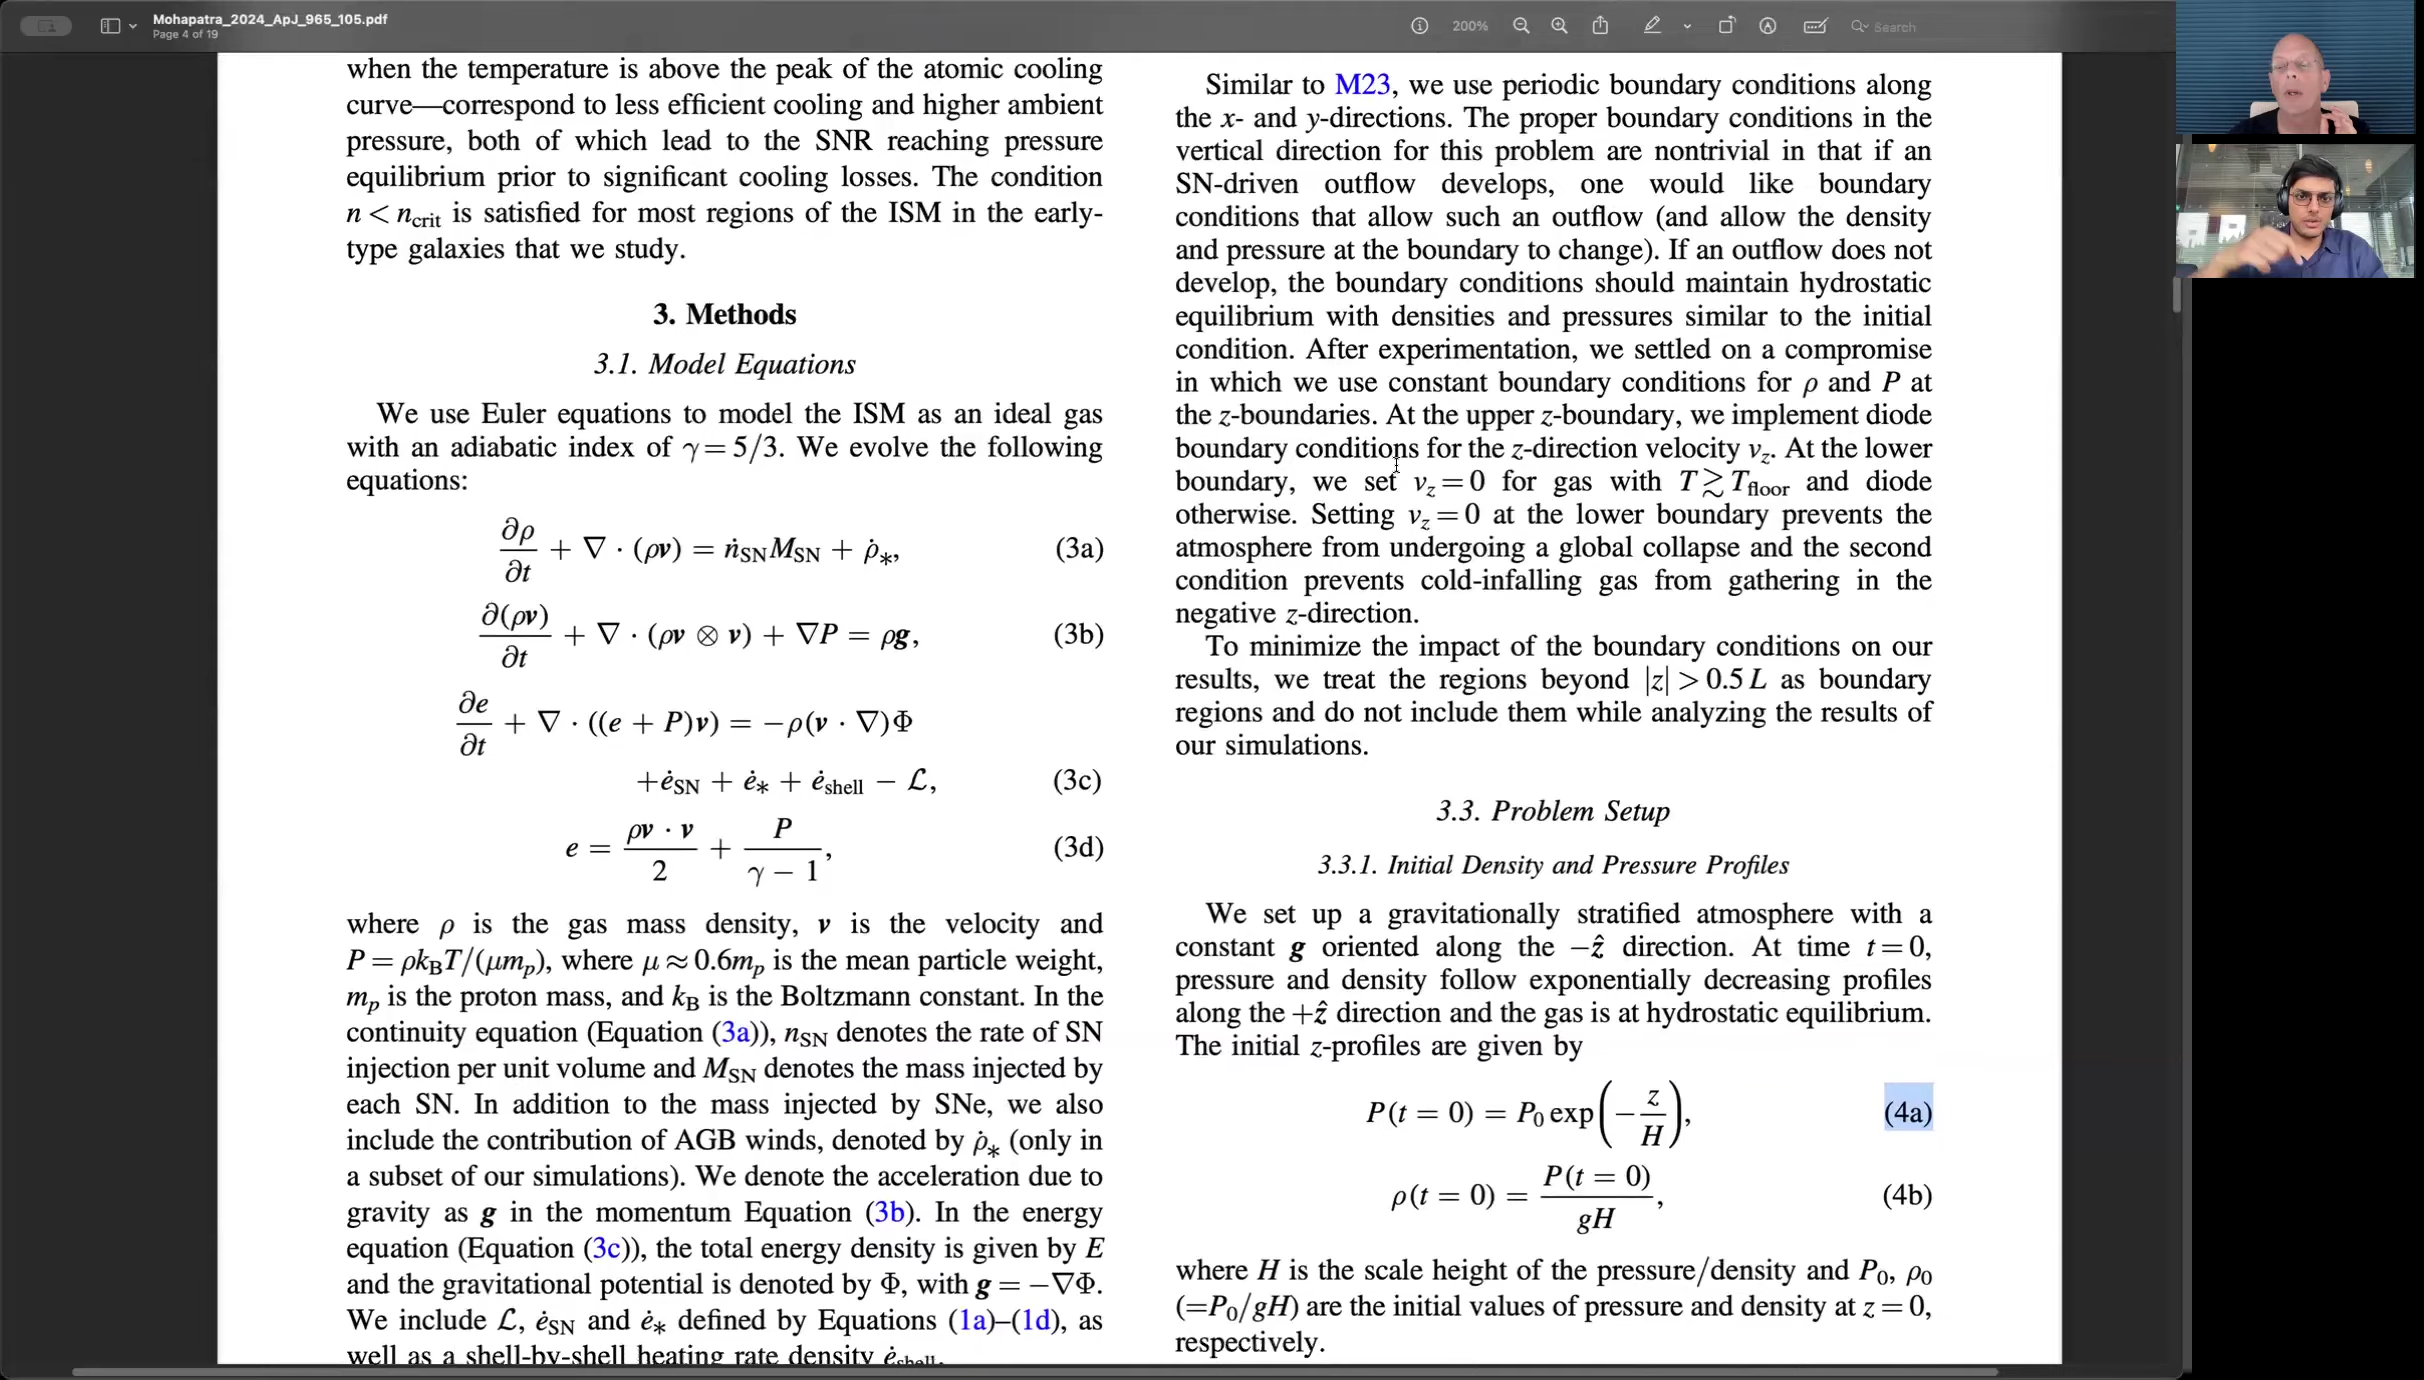 Mohapatra_2024_ApJ_965_105.pdf
Page 4 of 19
200%
Search
when the temperature is above the peak of the atomic cooling
curve—correspond to less efficient cooling and higher ambient
pressure, both of which lead to the SNR reaching pressure
equilibrium prior to significant cooling losses. The condition
n < n_crit is satisfied for most regions of the ISM in the early-
type galaxies that we study.
3. Methods
3.1. Model Equations
We use Euler equations to model the ISM as an ideal gas
with an adiabatic index of γ = 5/3. We evolve the following
equations:
∂ρ/∂t + ∇ · (ρv) = ṅ_SN M_SN + ρ̇_*, (3a)
∂(ρv)/∂t + ∇ · (ρv ⊗ v) + ∇P = ρg, (3b)
∂e/∂t + ∇ · ((e + P)v) = −ρ(v · ∇)Φ
+ė_SN + ė_* + ė_shell − ℒ, (3c)
e = ρv · v/2 + P/(γ − 1), (3d)
where ρ is the gas mass density, v is the velocity and
P = ρk_BT/(μm_p), where μ ≈ 0.6m_p is the mean particle weight,
m_p is the proton mass, and k_B is the Boltzmann constant. In the
continuity equation (Equation (3a)), n_SN denotes the rate of SN
injection per unit volume and M_SN denotes the mass injected by
each SN. In addition to the mass injected by SNe, we also
include the contribution of AGB winds, denoted by ρ̇_* (only in
a subset of our simulations). We denote the acceleration due to
gravity as g in the momentum Equation (3b). In the energy
equation (Equation (3c)), the total energy density is given by E
and the gravitational potential is denoted by Φ, with g = −∇Φ.
We include ℒ, ė_SN and ė_* defined by Equations (1a)–(1d), as
well as a shell-by-shell heating rate density ė_shell.
Similar to M23, we use periodic boundary conditions along
the x- and y-directions. The proper boundary conditions in the
vertical direction for this problem are nontrivial in that if an
SN-driven outflow develops, one would like boundary
conditions that allow such an outflow (and allow the density
and pressure at the boundary to change). If an outflow does not
develop, the boundary conditions should maintain hydrostatic
equilibrium with densities and pressures similar to the initial
condition. After experimentation, we settled on a compromise
in which we use constant boundary conditions for ρ and P at
the z-boundaries. At the upper z-boundary, we implement diode
boundary conditions for the z-direction velocity v_z. At the lower
boundary, we set v_z = 0 for gas with T ≳ T_floor and diode
otherwise. Setting v_z = 0 at the lower boundary prevents the
atmosphere from undergoing a global collapse and the second
condition prevents cold-infalling gas from gathering in the
negative z-direction.
To minimize the impact of the boundary conditions on our
results, we treat the regions beyond |z| > 0.5 L as boundary
regions and do not include them while analyzing the results of
our simulations.
3.3. Problem Setup
3.3.1. Initial Density and Pressure Profiles
We set up a gravitationally stratified atmosphere with a
constant g oriented along the −ẑ direction. At time t = 0,
pressure and density follow exponentially decreasing profiles
along the +ẑ direction and the gas is at hydrostatic equilibrium.
The initial z-profiles are given by
P(t = 0) = P_0 exp(−z/H), (4a)
ρ(t = 0) = P(t = 0)/gH, (4b)
where H is the scale height of the pressure/density and P_0, ρ_0
(=P_0/gH) are the initial values of pressure and density at z = 0,
respectively.